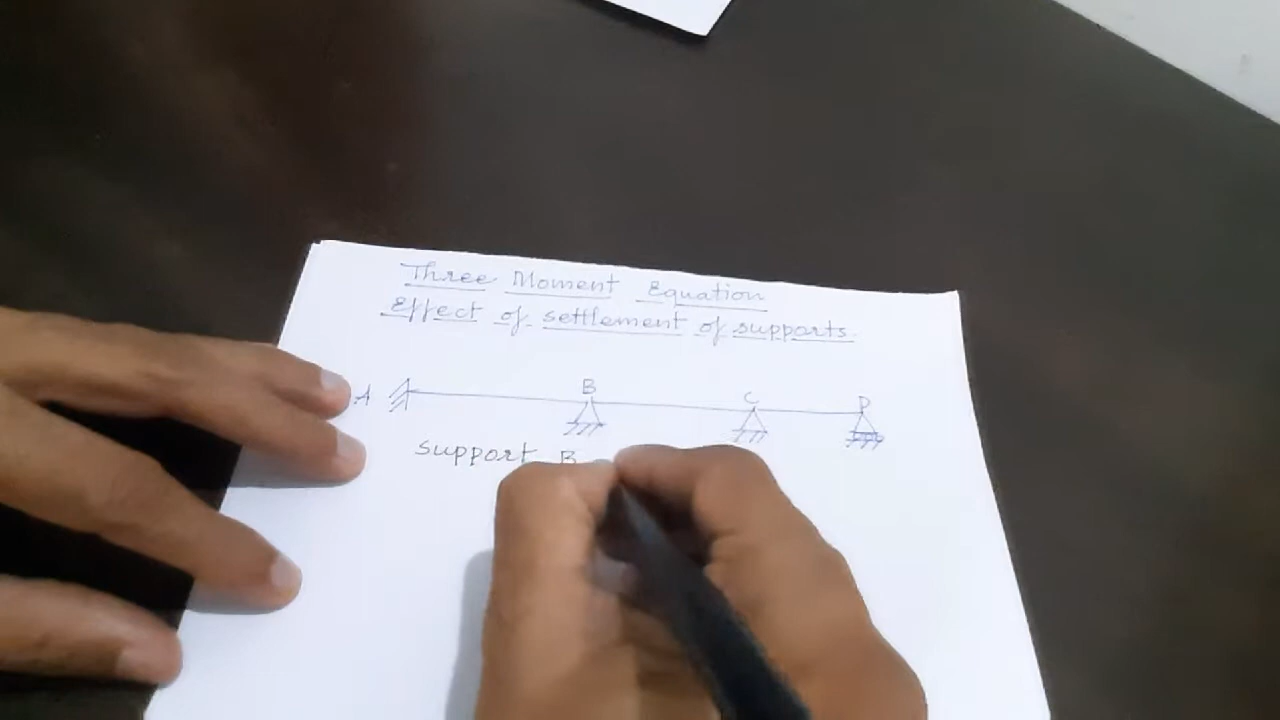 Three Moment Equation
Effect of settlement of supports.
A B C D
support B